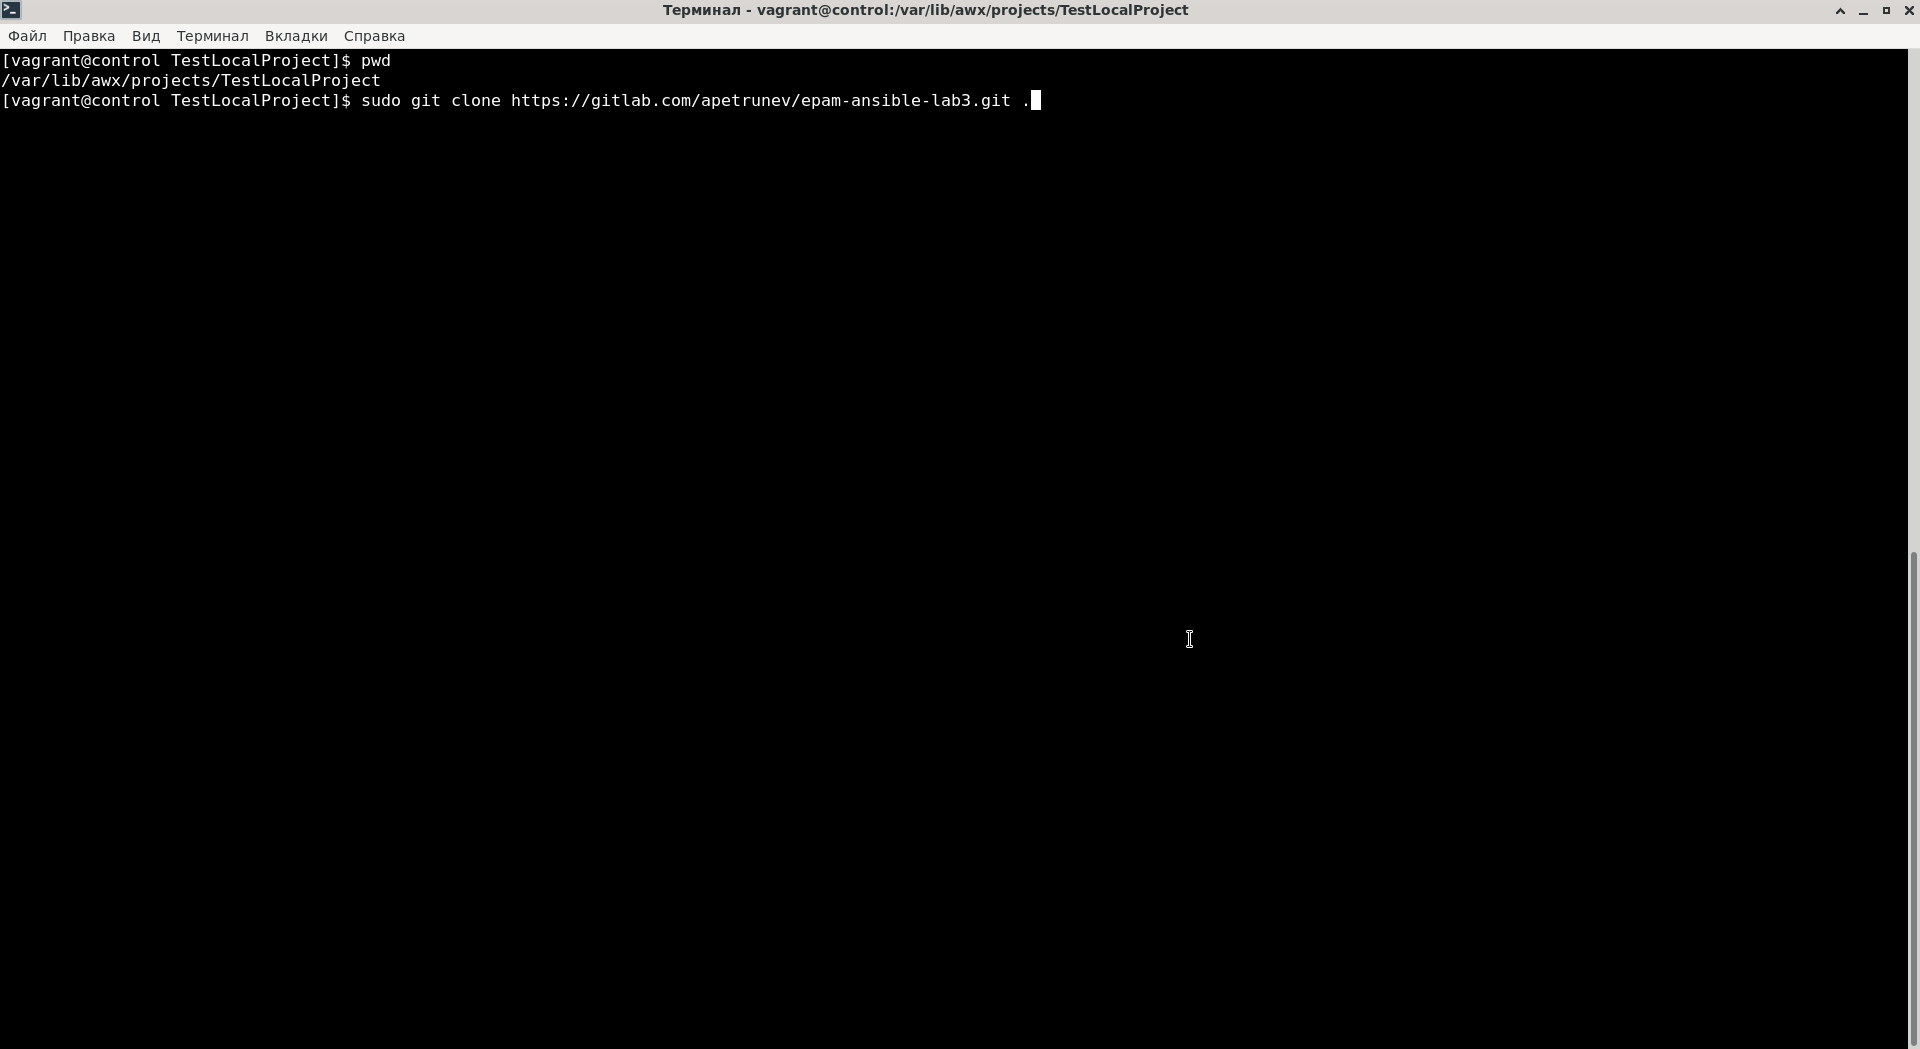 Терминал - vagrant@control:/var/lib/awx/projects/TestLocalProject
Файл Правка Вид Терминал Вкладки Справка
[vagrant@control TestLocalProject]$ pwd
/var/lib/awx/projects/TestLocalProject
[vagrant@control TestLocalProject]$ sudo git clone https://gitlab.com/apetrunev/epam-ansible-lab3.git .